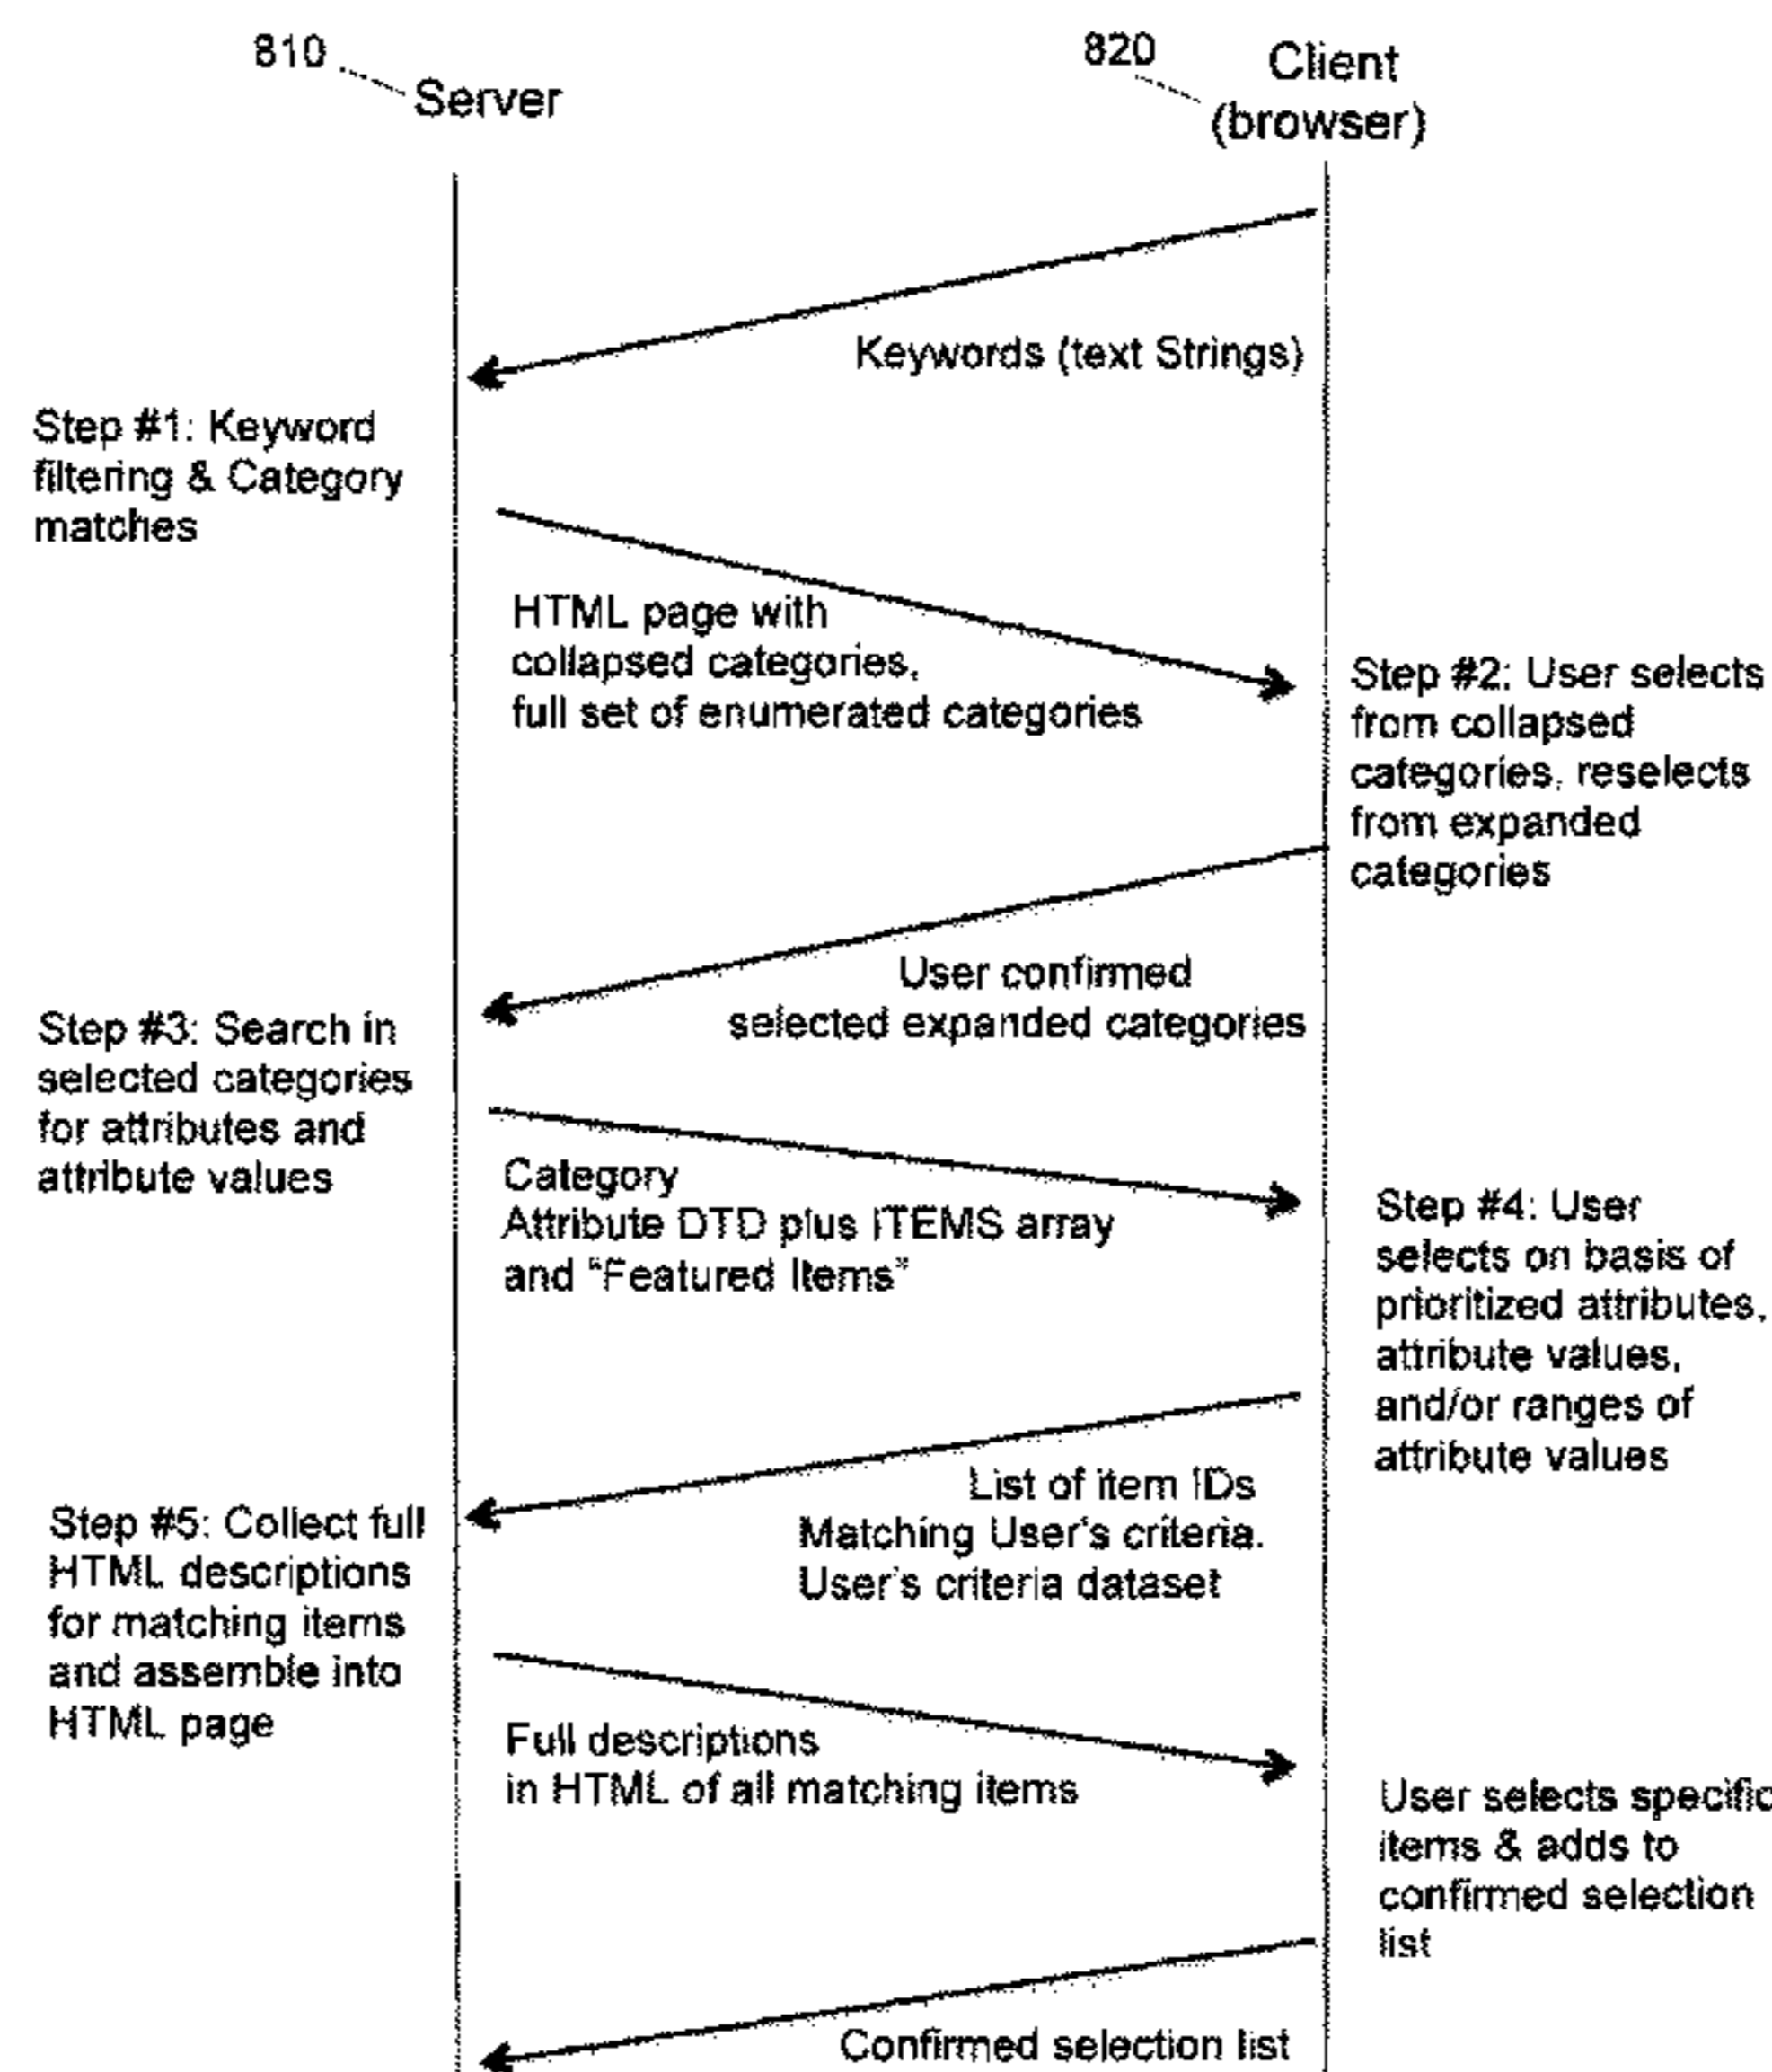 810
Server
820
Client
(browser)
Keywords (text Strings)
Step #1: Keyword
filtering & Category
matches
HTML page with
collapsed categories,
full set of enumerated categories
Step #2: User selects
from collapsed
categories, reselects
from expanded
categories
User confirmed
selected expanded categories
Step #3: Search in
selected categories
for attributes and
attribute values
Category
Attribute DTD plus ITEMS array
and "Featured Items"
Step #4: User
selects on basis of
prioritized attributes,
attribute values,
and/or ranges of
attribute values
List of item IDs
Matching User's criteria.
User's criteria dataset
Step #5: Collect full
HTML descriptions
for matching items
and assemble into
HTML page
Full descriptions
in HTML of all matching items
User selects specific
items & adds to
confirmed selection
list
Confirmed selection list